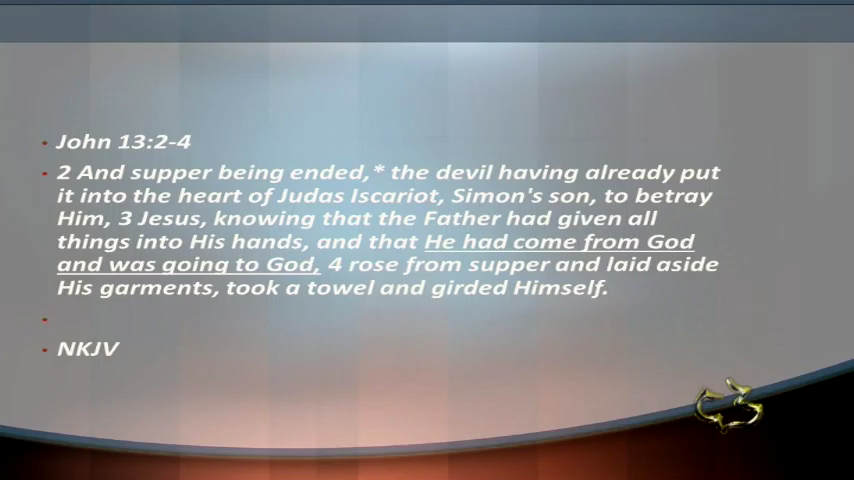 John 13:2-4
2 And supper being ended,* the devil having already put
it into the heart of Judas Iscariot, Simon's son, to betray
Him, 3 Jesus, knowing that the Father had given all
things into His hands, and that He had come from God
and was going to God, 4 rose from supper and laid aside
His garments, took a towel and girded Himself.
NKJV